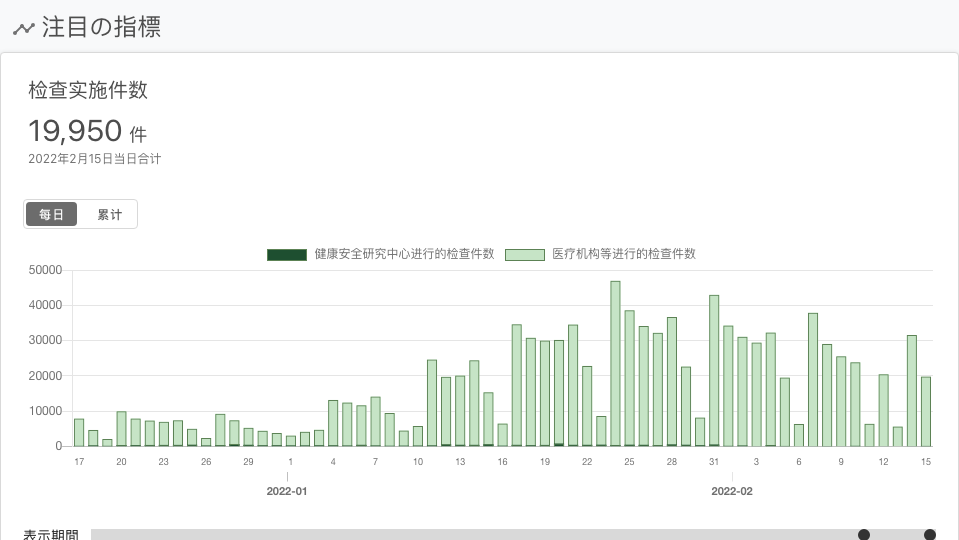 注目の指標
检查实施件数
19,950 件
2022年2月15日当日合计
每日 累计
健康安全研究中心进行的检查件数 医疗机构等进行的检查件数
50000
40000
30000
20000
10000
0
17 20 23 26 29 1 4 7 10 13 16 19 22 25 28 31 3 6 9 12 15
2022-01 2022-02
表示期間